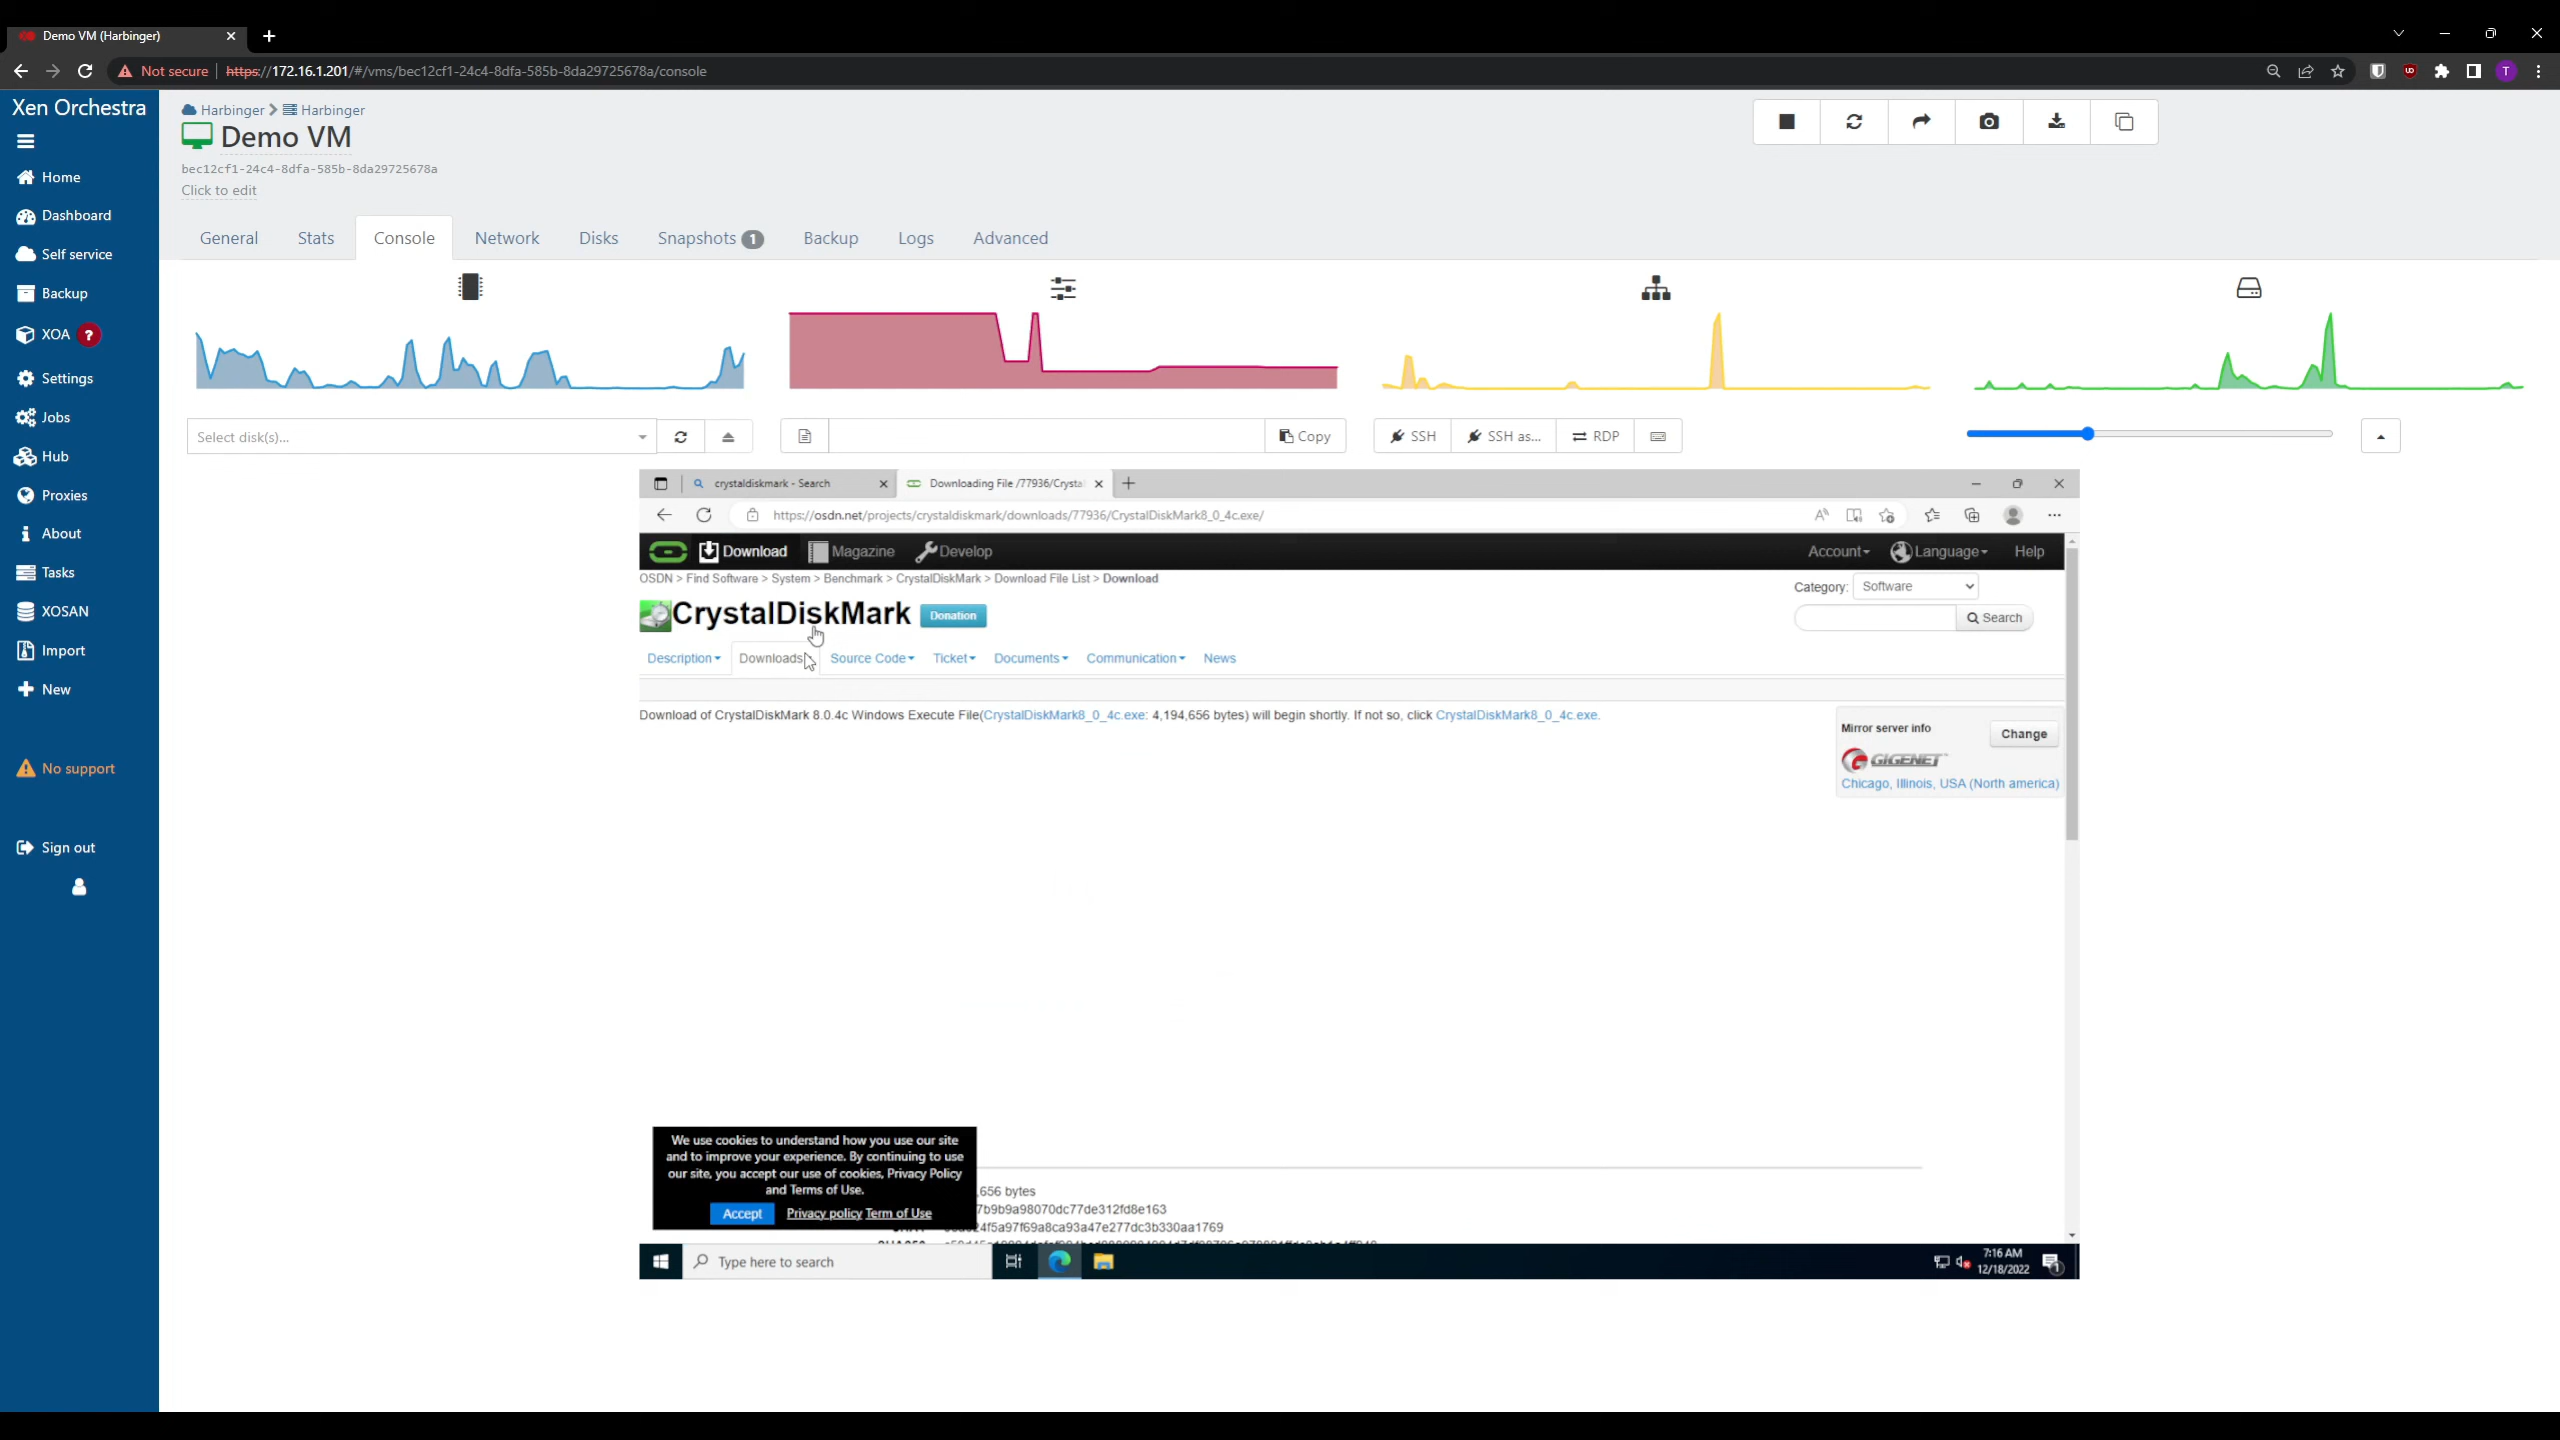 Demo VM (Harbinger)
Not secure https://172.16.1.201/#/vms/bec12cf1-24c4-8dfa-585b-8da29725678a/console
T
Xen Orchestra
Home
Dashboard
Self service
Backup
XOA ?
Settings
Jobs
Hub
Proxies
About
Tasks
XOSAN
Import
New
No support
Sign out
Harbinger Harbinger
Demo VM
bec12cf1-24c4-8dfa-585b-8da29725678a
Click to edit
General Stats Console Network Disks Snapshots 1 Backup Logs Advanced
Select disk(s)... Copy SSH SSH as... RDP
crystaldiskmark - Search Downloading File /77936/Crysta
https://osdn.net/projects/crystaldiskmark/downloads/77936/CrystalDiskMark8_0_4c.exe/
Download Magazine Develop Account Language Help
OSDN > Find Software > System > Benchmark > CrystalDiskMark > Download File List > Download
Category: Software
CrystalDiskMark Donation
Search
Description Downloads Source Code Ticket Documents Communication News
Download of CrystalDiskMark 8.0.4c Windows Execute File(CrystalDiskMark8_0_4c.exe: 4,194,656 bytes) will begin shortly. If not so, click CrystalDiskMark8_0_4c.exe.
Mirror server info Change
GIGENET
Chicago, Illinois, USA (North america)
We use cookies to understand how you use our site
and to improve your experience. By continuing to use
our site, you accept our use of cookies, Privacy Policy
and Terms of Use.
Accept Privacy policy Term of Use
,656 bytes
7b9b9a98070dc77de312fd8e163
24f5a97f69a8ca93a47e277dc3b330aa1769
Type here to search
7:16 AM
12/18/2022
1